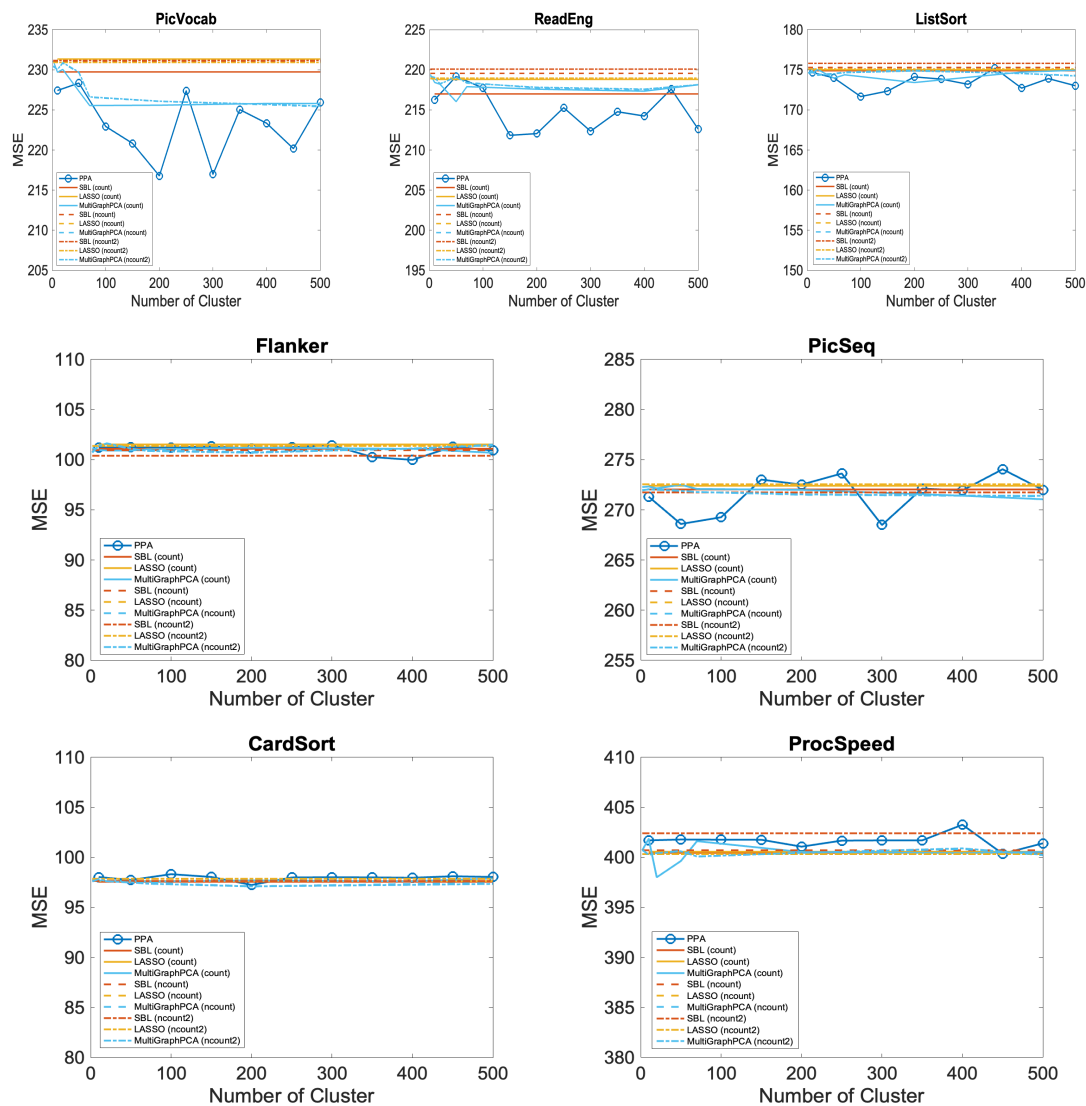 PicVocab
235
230
225
220
215
210
205
MSE
PPA
SBL (count)
LASSO (count)
MultiGraphPCA (count)
SBL (ncount)
LASSO (ncount)
MultiGraphPCA (ncount)
SBL (ncount2)
LASSO (ncount2)
MultiGraphPCA (ncount2)
0 100 200 300 400 500
Number of Cluster
ReadEng
225
220
215
210
205
200
195
MSE
PPA
SBL (count)
LASSO (count)
MultiGraphPCA (count)
SBL (ncount)
LASSO (ncount)
MultiGraphPCA (ncount)
SBL (ncount2)
LASSO (ncount2)
MultiGraphPCA (ncount2)
0 100 200 300 400 500
Number of Cluster
ListSort
180
175
170
165
160
155
150
MSE
PPA
SBL (count)
LASSO (count)
MultiGraphPCA (count)
SBL (ncount)
LASSO (ncount)
MultiGraphPCA (ncount)
SBL (ncount2)
LASSO (ncount2)
MultiGraphPCA (ncount2)
0 100 200 300 400 500
Number of Cluster
Flanker
110
105
100
95
90
85
80
MSE
PPA
SBL (count)
LASSO (count)
MultiGraphPCA (count)
SBL (ncount)
LASSO (ncount)
MultiGraphPCA (ncount)
SBL (ncount2)
LASSO (ncount2)
MultiGraphPCA (ncount2)
0 100 200 300 400 500
Number of Cluster
PicSeq
285
280
275
270
265
260
255
MSE
PPA
SBL (count)
LASSO (count)
MultiGraphPCA (count)
SBL (ncount)
LASSO (ncount)
MultiGraphPCA (ncount)
SBL (ncount2)
LASSO (ncount2)
MultiGraphPCA (ncount2)
0 100 200 300 400 500
Number of Cluster
CardSort
110
105
100
95
90
85
80
MSE
PPA
SBL (count)
LASSO (count)
MultiGraphPCA (count)
SBL (ncount)
LASSO (ncount)
MultiGraphPCA (ncount)
SBL (ncount2)
LASSO (ncount2)
MultiGraphPCA (ncount2)
0 100 200 300 400 500
Number of Cluster
ProcSpeed
410
405
400
395
390
385
380
MSE
PPA
SBL (count)
LASSO (count)
MultiGraphPCA (count)
SBL (ncount)
LASSO (ncount)
MultiGraphPCA (ncount)
SBL (ncount2)
LASSO (ncount2)
MultiGraphPCA (ncount2)
0 100 200 300 400 500
Number of Cluster